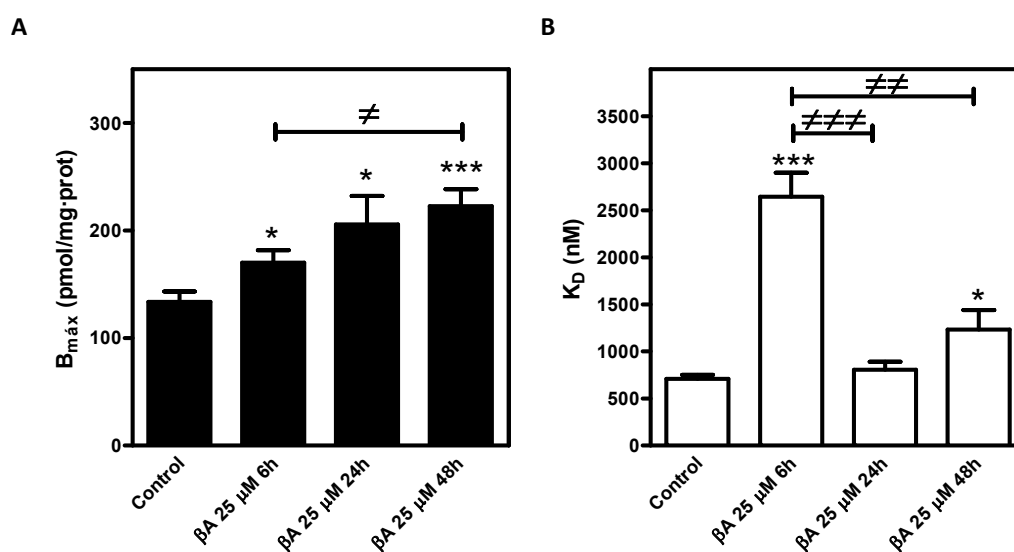 A
B
B máx (pmol/mg·prot)
300
200
100
0
≠
*
*
***
Control
βA 25 µM 6h
βA 25 µM 24h
βA 25 µM 48h
K D (nM)
3500
3000
2500
2000
1500
1000
500
0
≠≠
≠≠≠
***
*
Control
βA 25 µM 6h
βA 25 µM 24h
βA 25 µM 48h